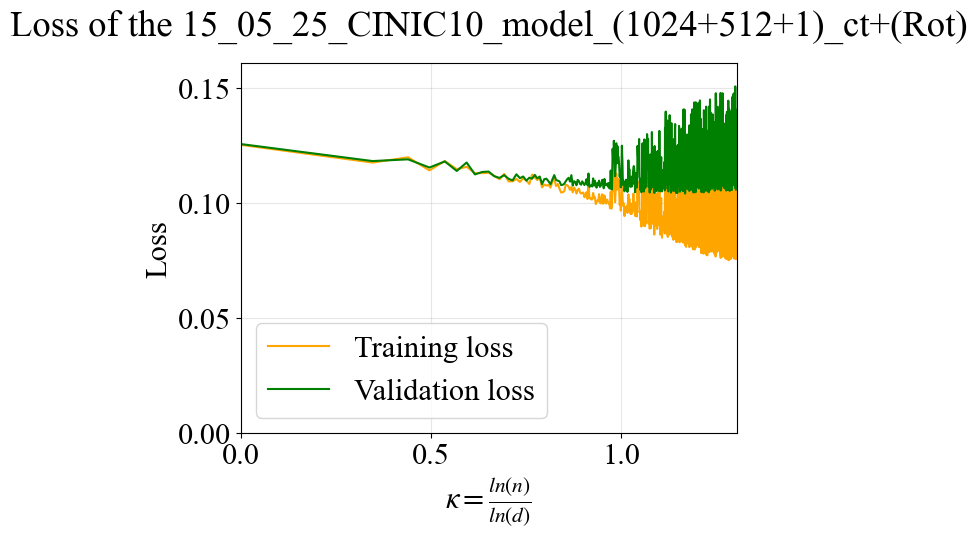 Loss of the 15_05_25_CINIC10_model_(1024+512+1)_ct+(Rot)
0.15
0.10
0.05
0.00
Loss
Training loss
Validation loss
0.0 0.5 1.0
κ = ln(n)/ln(d)